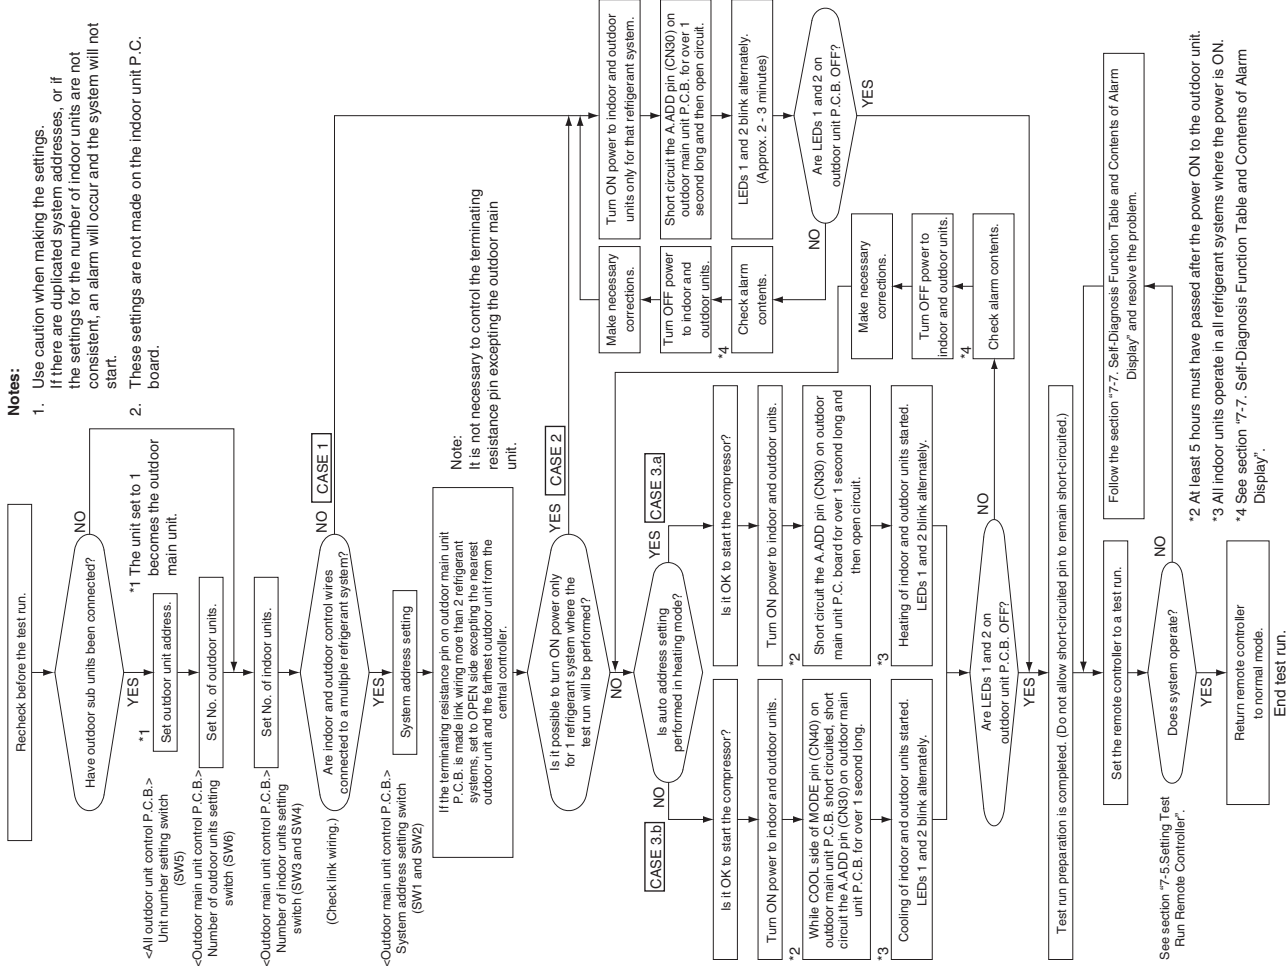 Notes:
1. Use caution when making the settings.
If there are duplicated system addresses, or if
the settings for the number of indoor units are not
consistent, an alarm will occur and the system will not
start.
2. These settings are not made on the indoor unit P.C.
board.
Recheck before the test run.
Have outdoor sub units been connected?
NO
YES
*1 The unit set to 1
becomes the outdoor
main unit.
<All outdoor unit control P.C.B.>
Unit number setting switch
(SW5)
*1
Set outdoor unit address.
<Outdoor main unit control P.C.B.>
Number of outdoor units setting
switch (SW6)
Set No. of outdoor units.
<Outdoor main unit control P.C.B.>
Number of indoor units setting
switch (SW3 and SW4)
Set No. of indoor units.
(Check link wiring.)
Are indoor and outdoor control wires
connected to a multiple refrigerant system?
NO
CASE 1
YES
<Outdoor main unit control P.C.B.>
System address setting switch
(SW1 and SW2)
System address setting
If the terminating resistance pin on outdoor main unit
P.C.B. is made link wiring more than 2 refrigerant
systems, set to OPEN side excepting the nearest
outdoor unit and the farthest outdoor unit from the
central controller.
Note:
It is not necessary to control the terminating
resistance pin excepting the outdoor main
unit.
Is it possible to turn ON power only
for 1 refrigerant system where the
test run will be performed?
YES
CASE 2
NO
Is auto address setting
performed in heating mode?
NO
CASE 3.b
YES
CASE 3.a
Is it OK to start the compressor?
Turn ON power to indoor and outdoor units.
*2
While COOL side of MODE pin (CN40) on
outdoor main unit P.C.B. short circuited, short
circuit the A.ADD pin (CN30) on outdoor main
unit P.C.B. for over 1 second long.
*3
Cooling of indoor and outdoor units started.
LEDs 1 and 2 blink alternately.
Is it OK to start the compressor?
Turn ON power to indoor and outdoor units.
*2
Short circuit the A.ADD pin (CN30) on outdoor
main unit P.C. board for over 1 second long and
then open circuit.
*3
Heating of indoor and outdoor units started.
LEDs 1 and 2 blink alternately.
Are LEDs 1 and 2 on
outdoor unit P.C.B. OFF?
NO
YES
Make necessary
corrections.
Turn OFF power to
indoor and outdoor units.
*4
Check alarm contents.
Turn ON power to indoor and outdoor
units only for that refrigerant system.
Short circuit the A.ADD pin (CN30) on
outdoor main unit P.C.B. for over 1
second long and then open circuit.
LEDs 1 and 2 blink alternately.
(Approx. 2 - 3 minutes)
Are LEDs 1 and 2 on
outdoor unit P.C.B. OFF?
NO
YES
Make necessary
corrections.
Turn OFF power
to indoor and
outdoor units.
*4
Check alarm
contents.
Test run preparation is completed. (Do not allow short-circuited pin to remain short-circuited.)
Set the remote controller to a test run.
See section "7-5.Setting Test
Run Remote Controller".
Does system operate?
NO
YES
Follow the section "7-7. Self-Diagnosis Function Table and Contents of Alarm
Display" and resolve the problem.
Return remote controller
to normal mode.
End test run.
*2 At least 5 hours must have passed after the power ON to the outdoor unit.
*3 All indoor units operate in all refrigerant systems where the power is ON.
*4 See section "7-7. Self-Diagnosis Function Table and Contents of Alarm
Display".